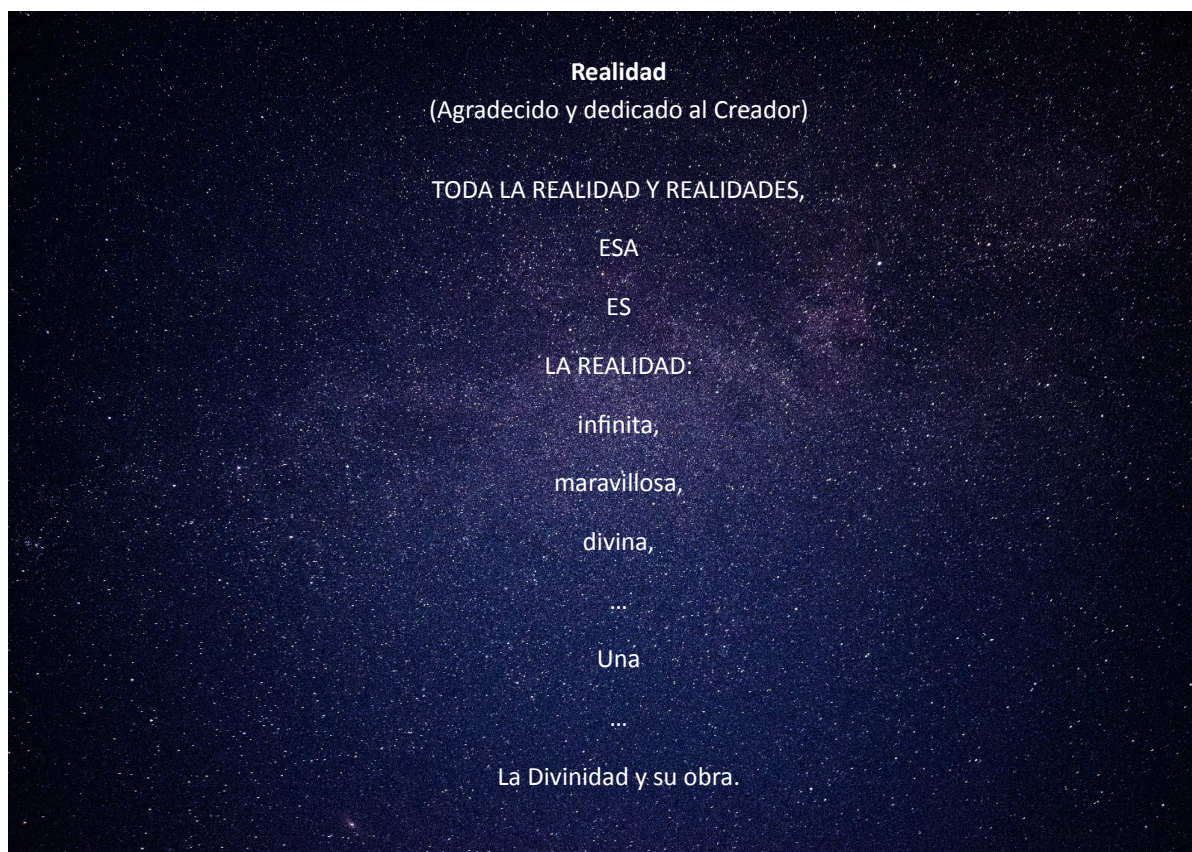 Realidad
(Agradecido y dedicado al Creador)
TODA LA REALIDAD Y REALIDADES,
ESA
ES
LA REALIDAD:
infinita,
maravillosa,
divina,
...
Una
...
La Divinidad y su obra.